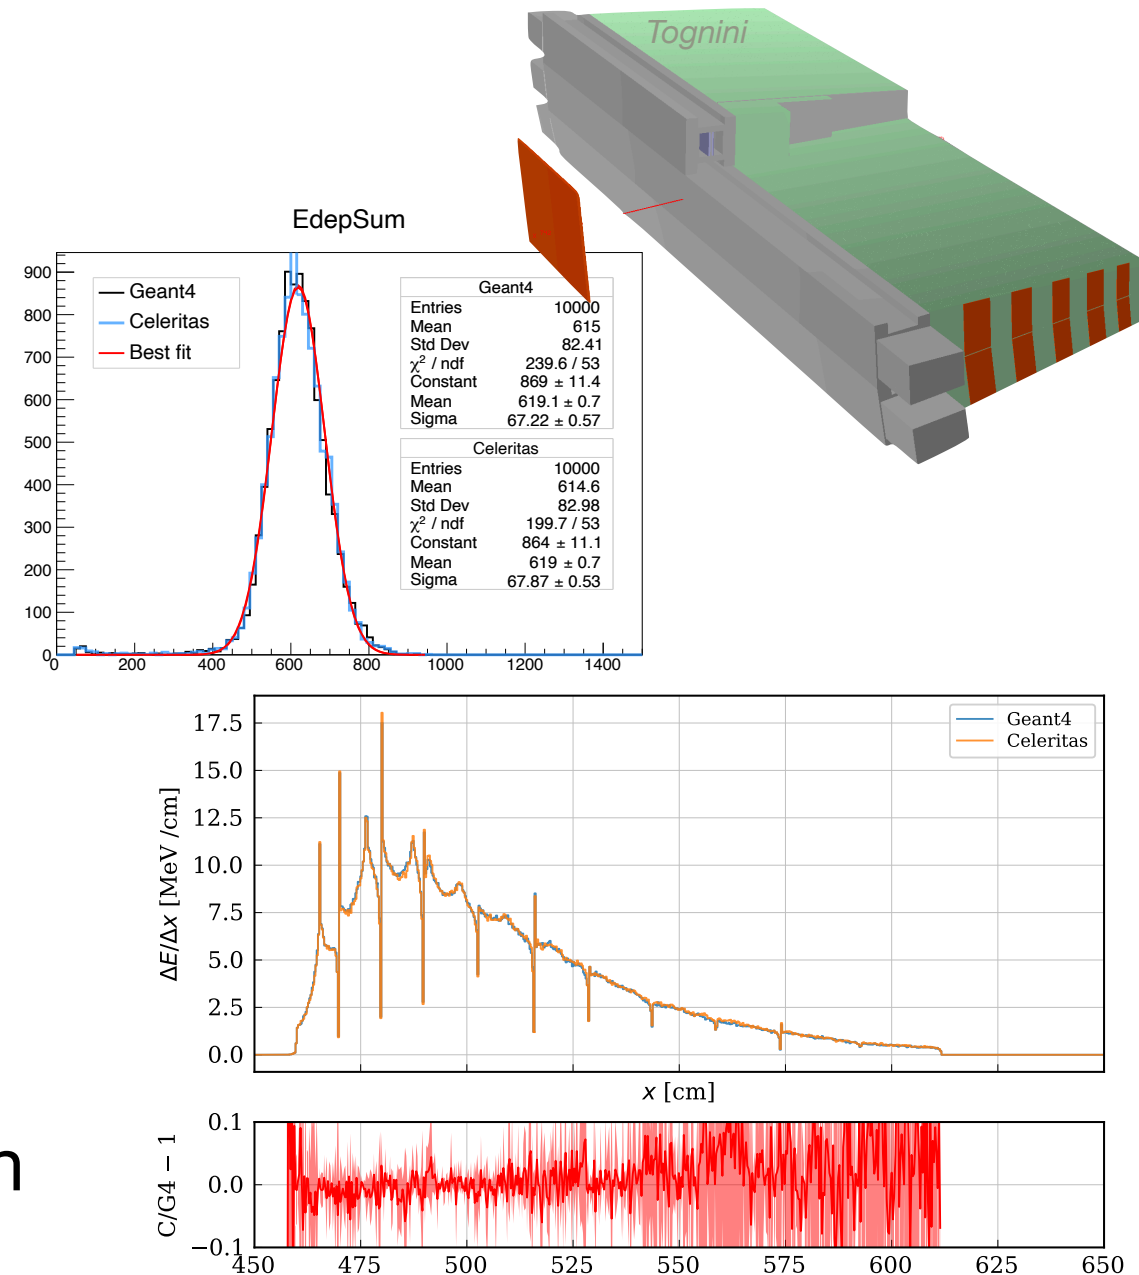 Tognini
EdepSum
900
800
700
600
500
400
300
200
100
0
0 200 400 600 800 1000 1200 1400
Geant4
Celeritas
Best fit
Geant4
Entries 10000
Mean 615
Std Dev 82.41
χ² / ndf 239.6 / 53
Constant 869 ± 11.4
Mean 619.1 ± 0.7
Sigma 67.22 ± 0.57
Celeritas
Entries 10000
Mean 614.6
Std Dev 82.98
χ² / ndf 199.7 / 53
Constant 864 ± 11.1
Mean 619 ± 0.7
Sigma 67.87 ± 0.53
17.5
15.0
12.5
10.0
7.5
5.0
2.5
0.0
ΔE/Δx [MeV /cm]
Geant4
Celeritas
x [cm]
n
C/G4 − 1
0.1
0.0
−0.1
450 475 500 525 550 575 600 625 650